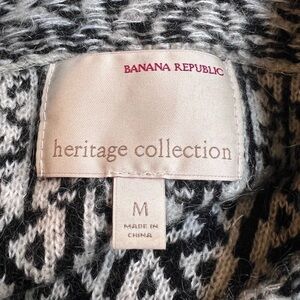 BANANA REPUBLIC
heritage collection
M
MADE IN
CHINA